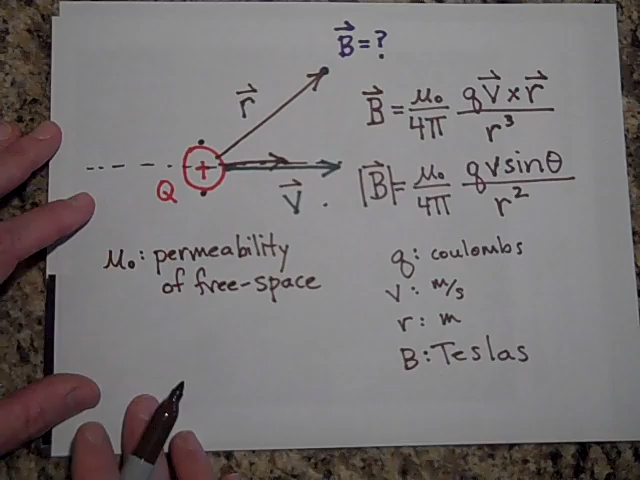 B⃗ = ?
r⃗
B⃗ = μ₀/4π qv⃗ × r⃗/r³
+
Q
V⃗
|B⃗| = μ₀/4π qvsinθ/r²
μ₀: permeability
of free-space
q: coulombs
v: m/s
r: m
B: Teslas